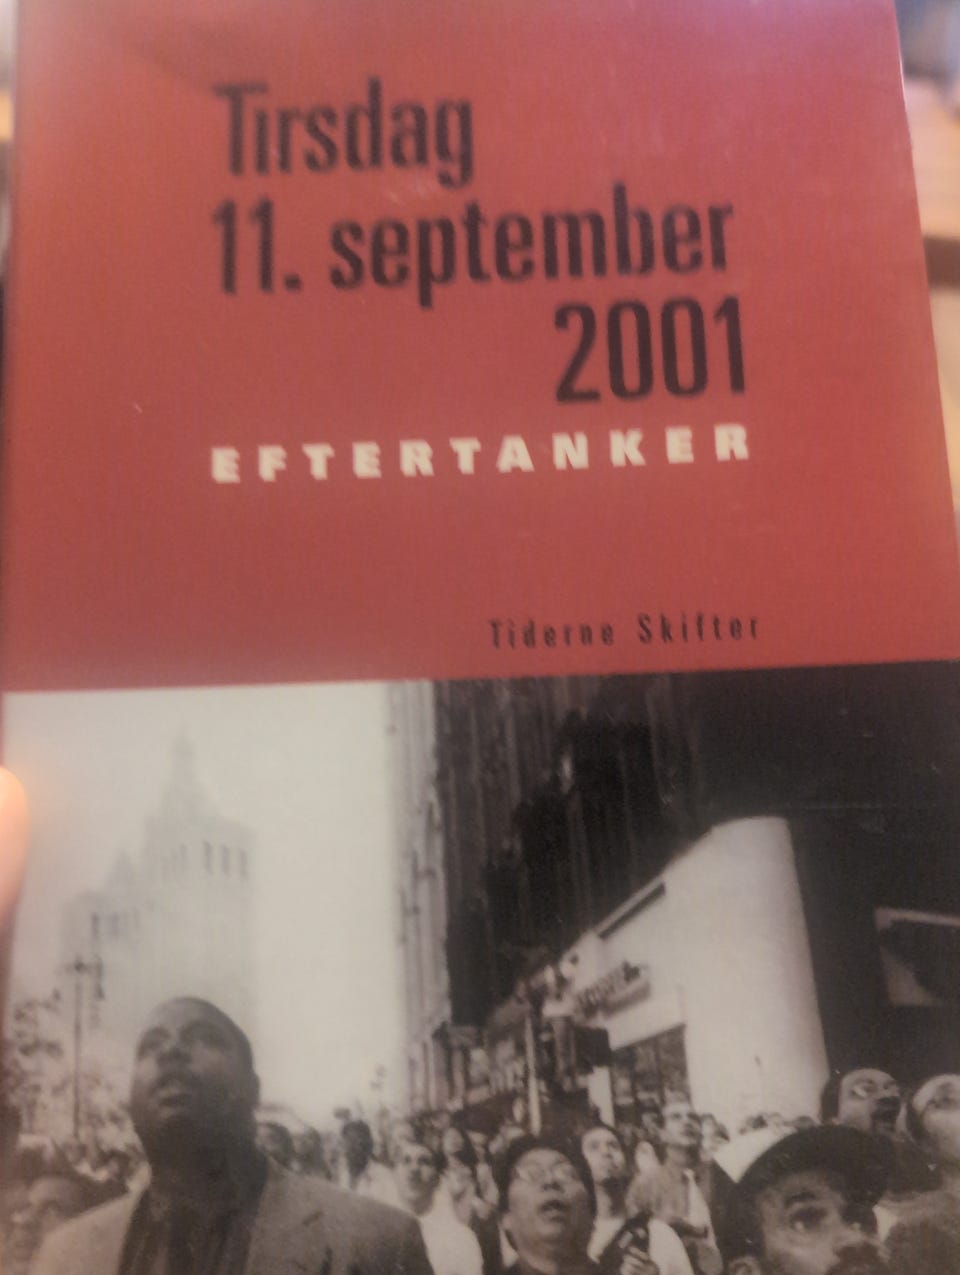 Tirsdag
11. september
2001
EFTERTANKER
Tiderne Skifter